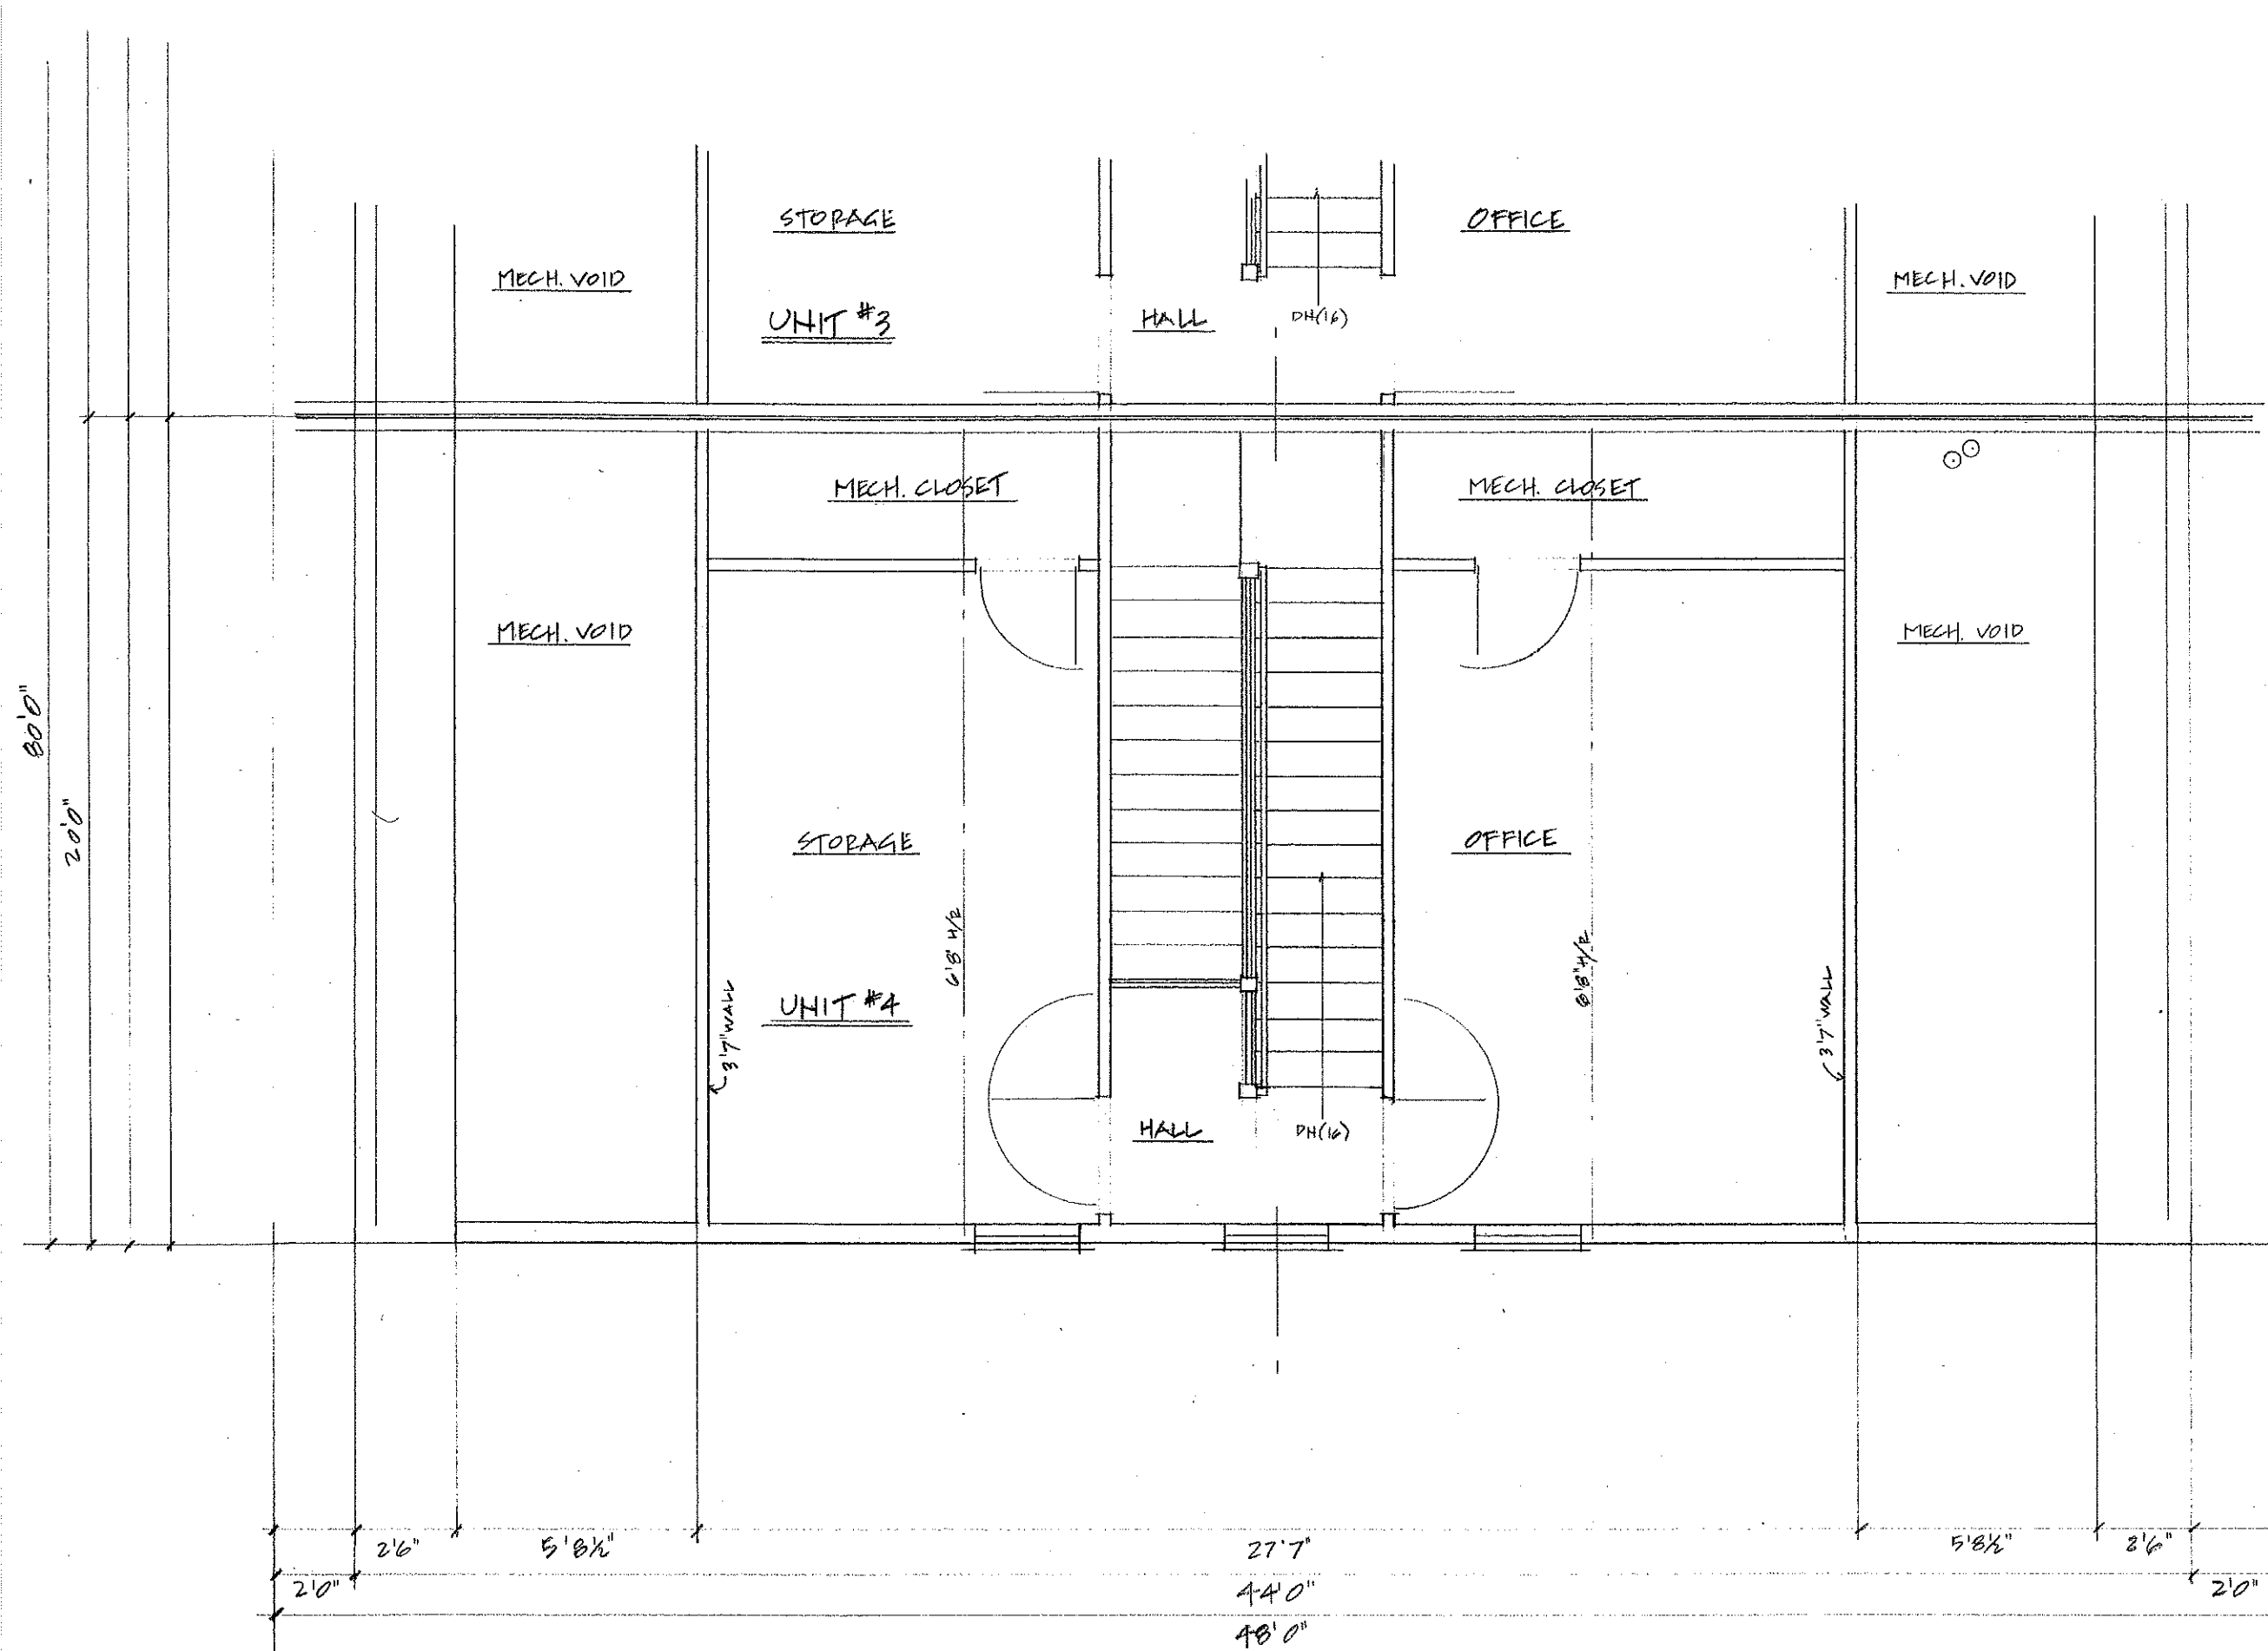 STORAGE
OFFICE
MECH. VOID
MECH. VOID
UNIT #3
HALL
DN(16)
MECH. CLOSET
MECH. CLOSET
MECH. VOID
MECH. VOID
80'0"
20'0"
STORAGE
OFFICE
6'8" H/R
6'8" H/R
UNIT #4
3'7" WALL
3'7" WALL
HALL
DN(16)
2'6"
5'8½"
27'7"
5'8½"
2'6"
2'0"
44'0"
2'0"
48'0"